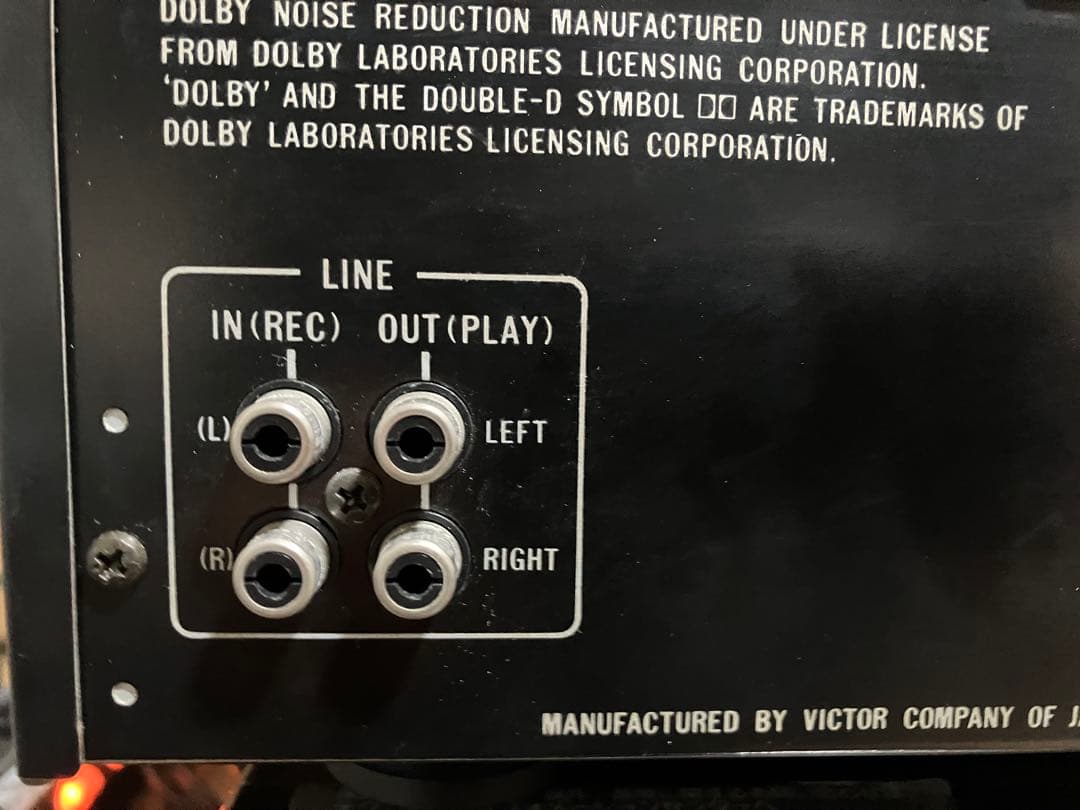 DOLBY NOISE REDUCTION MANUFACTURED UNDER LICENSE
FROM DOLBY LABORATORIES LICENSING CORPORATION.
'DOLBY' AND THE DOUBLE-D SYMBOL ▯▯ ARE TRADEMARKS OF
DOLBY LABORATORIES LICENSING CORPORATION.
LINE
IN (REC) OUT (PLAY)
(L) LEFT
(R) RIGHT
MANUFACTURED BY VICTOR COMPANY OF